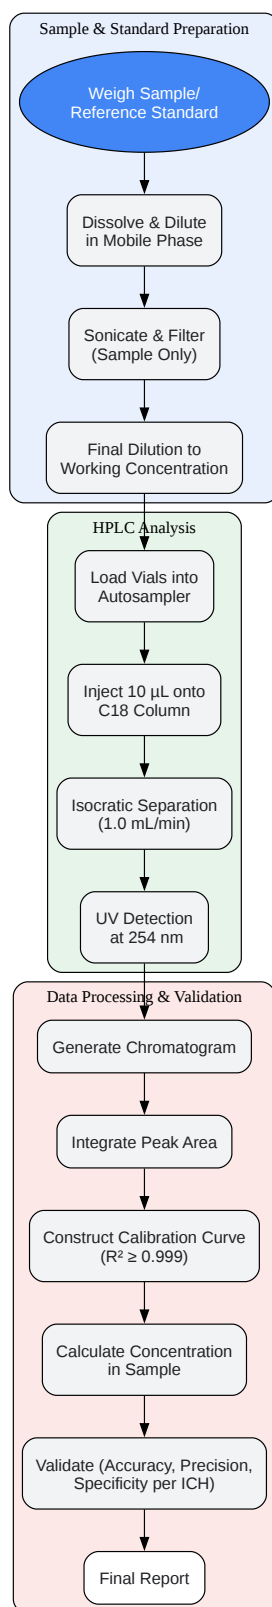 Sample & Standard Preparation
Weigh Sample/
Reference Standard
Dissolve & Dilute
in Mobile Phase
Sonicate & Filter
(Sample Only)
Final Dilution to
Working Concentration
HPLC Analysis
Load Vials into
Autosampler
Inject 10 µL onto
C18 Column
Isocratic Separation
(1.0 mL/min)
UV Detection
at 254 nm
Data Processing & Validation
Generate Chromatogram
Integrate Peak Area
Construct Calibration Curve
(R² ≥ 0.999)
Calculate Concentration
in Sample
Validate (Accuracy, Precision,
Specificity per ICH)
Final Report